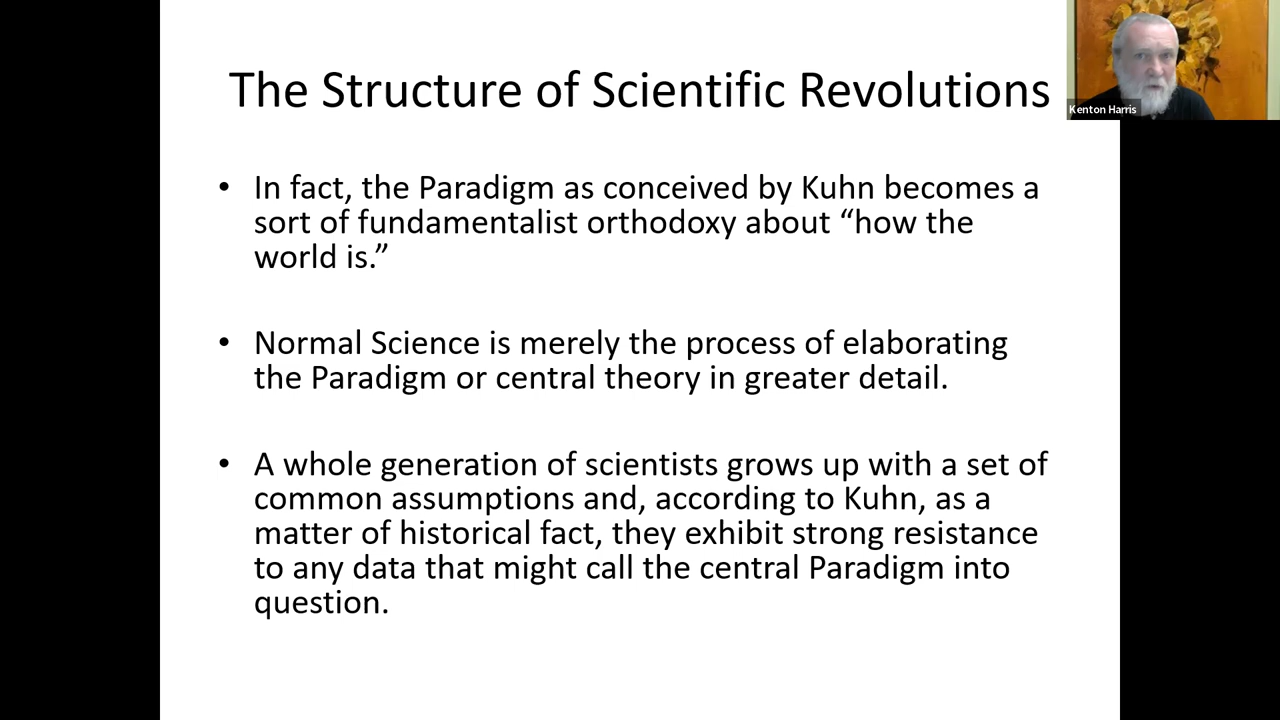 The Structure of Scientific Revolutions
Kenton Harris
• In fact, the Paradigm as conceived by Kuhn becomes a
sort of fundamentalist orthodoxy about “how the
world is.”
• Normal Science is merely the process of elaborating
the Paradigm or central theory in greater detail.
• A whole generation of scientists grows up with a set of
common assumptions and, according to Kuhn, as a
matter of historical fact, they exhibit strong resistance
to any data that might call the central Paradigm into
question.